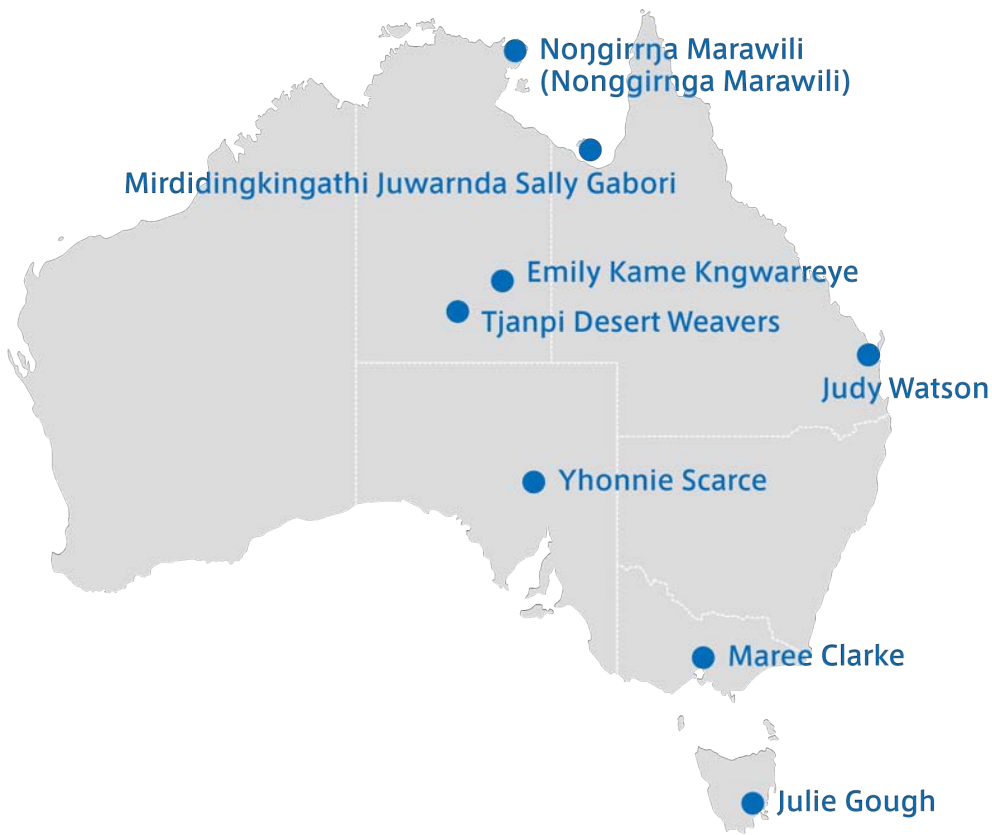 Noŋgirrŋa Marawili
(Nonggirnga Marawili)
Mirdidingkingathi Juwarnda Sally Gabori
Emily Kame Kngwarreye
Tjanpi Desert Weavers
Judy Watson
Yhonnie Scarce
Maree Clarke
Julie Gough